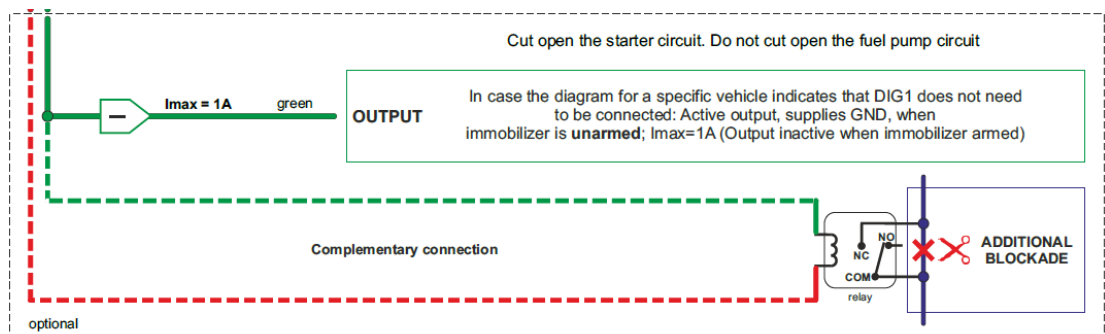 Cut open the starter circuit. Do not cut open the fuel pump circuit
Imax = 1A
green
OUTPUT
In case the diagram for a specific vehicle indicates that DIG1 does not need
to be connected: Active output, supplies GND, when
immobilizer is unarmed; Imax=1A (Output inactive when immobilizer armed)
Complementary connection
NO
NC
COM
relay
ADDITIONAL
BLOCKADE
optional